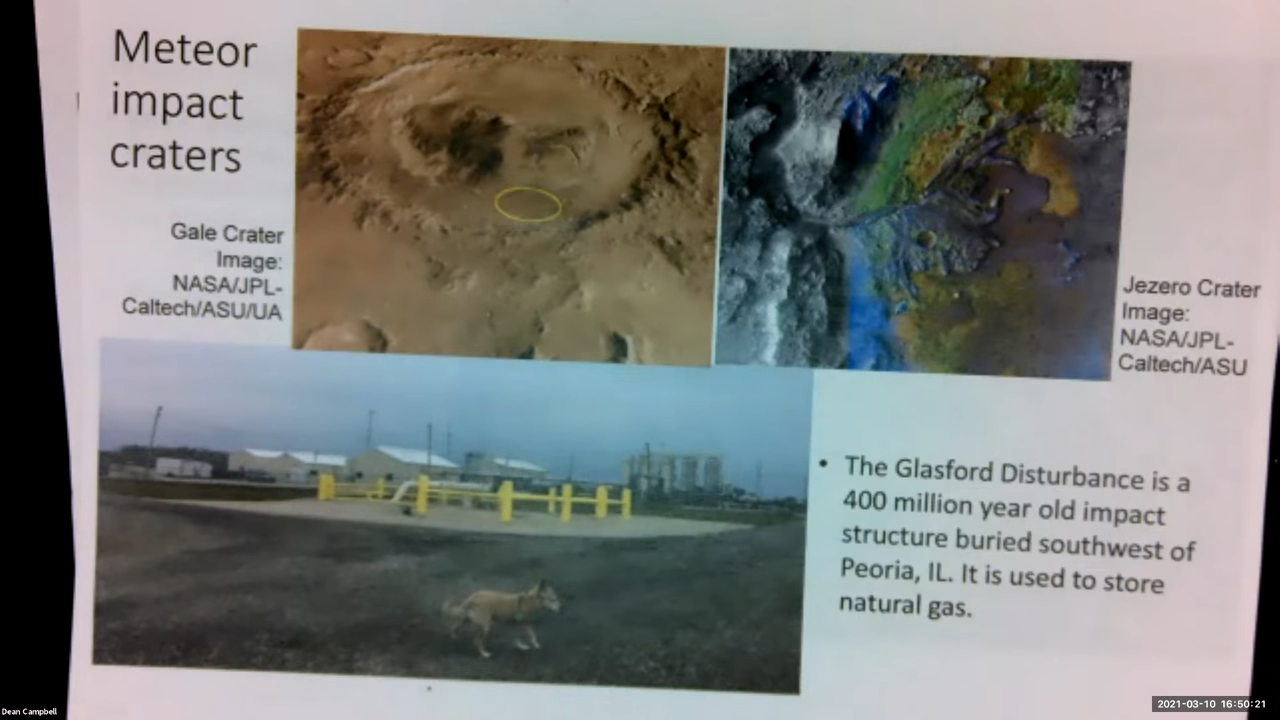 Meteor
impact
craters
Gale Crater
Image:
NASA/JPL-
Caltech/ASU/UA
Jezero Crater
Image:
NASA/JPL-
Caltech/ASU
• The Glasford Disturbance is a
400 million year old impact
structure buried southwest of
Peoria, IL. It is used to store
natural gas.
Dean Campbell
2021-03-10 16:50:21